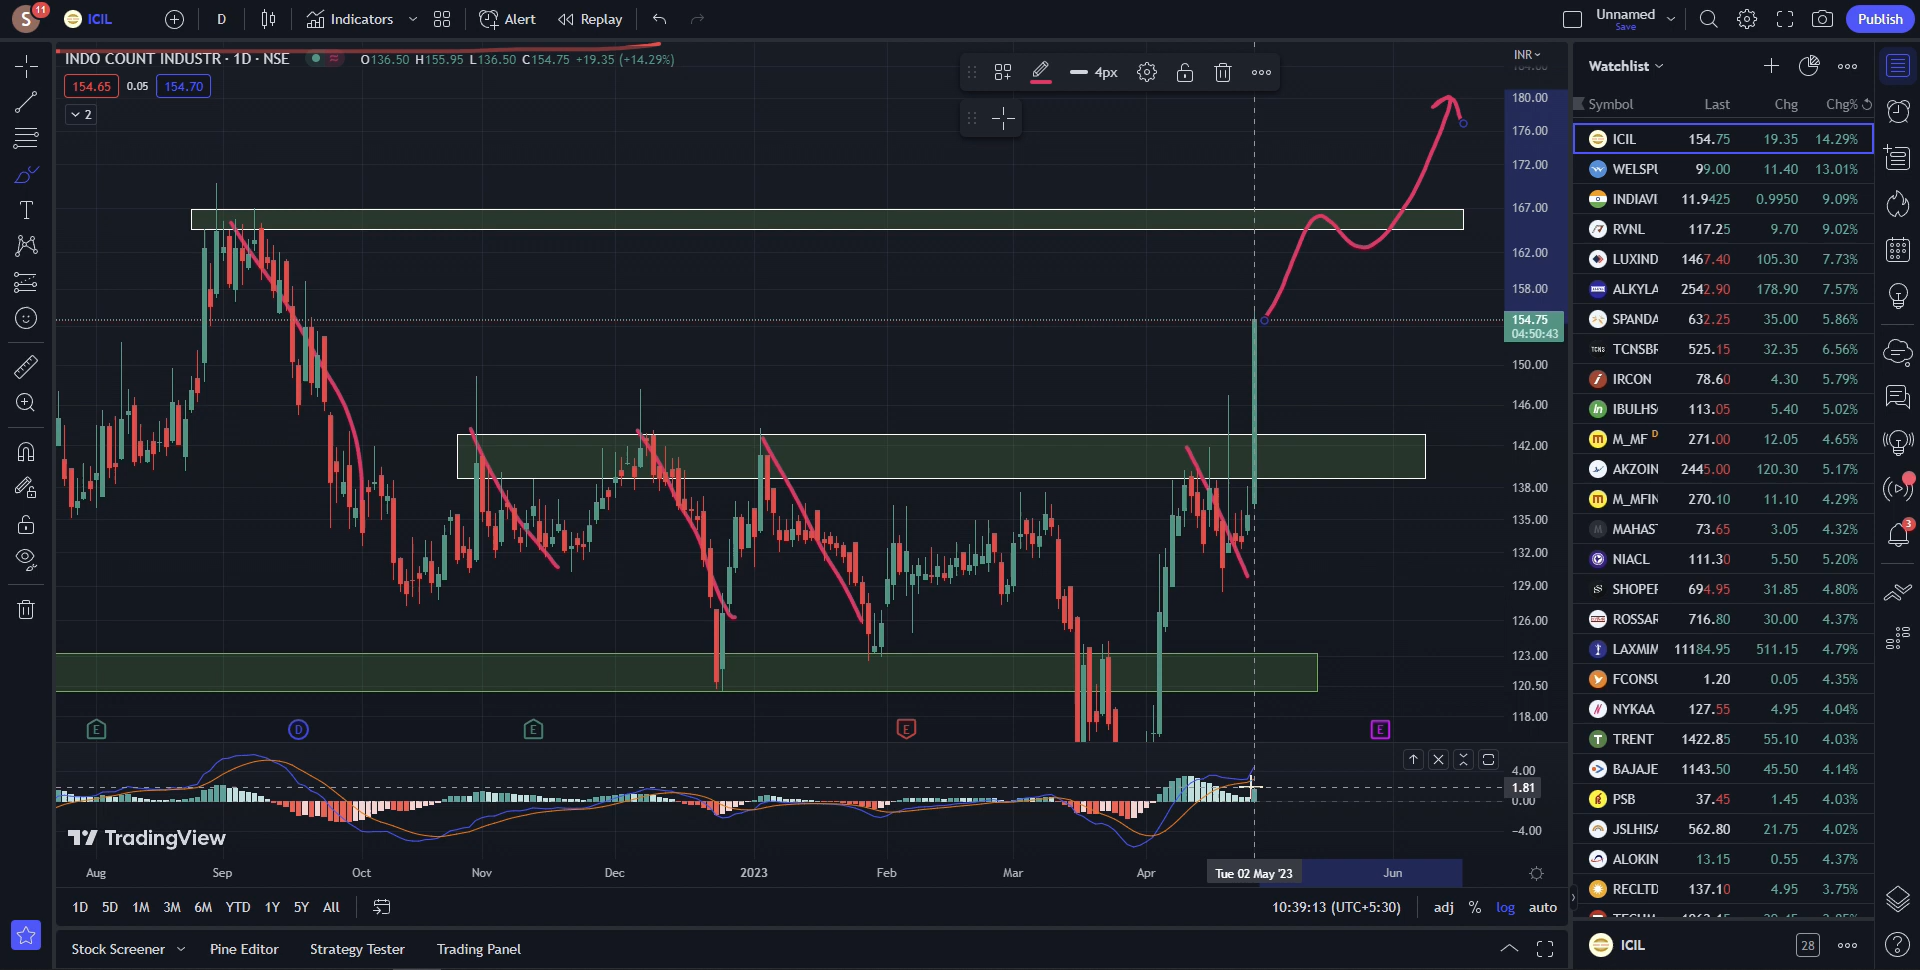 S 11 ICIL D Indicators Alert Replay Unnamed Save Publish
INDO COUNT INDUSTR · 1D · NSE O136.50 H155.95 L136.50 C154.75 +19.35 (+14.29%)
154.65 0.05 154.70
2
4px
INR
180.00
176.00
172.00
167.00
162.00
158.00
154.75
04:50:43
150.00
146.00
142.00
138.00
135.00
132.00
129.00
126.00
123.00
120.50
118.00
E D E E E
4.00
1.81
0.00
−4.00
TradingView
Aug Sep Oct Nov Dec 2023 Feb Mar Apr Tue 02 May '23 Jun
1D 5D 1M 3M 6M YTD 1Y 5Y All 10:39:13 (UTC+5:30) adj % log auto
Stock Screener Pine Editor Strategy Tester Trading Panel
Watchlist
Symbol Last Chg Chg%
ICIL 154.75 19.35 14.29%
WELSPU 99.00 11.40 13.01%
INDIAVI 11.9425 0.9950 9.09%
RVNL 117.25 9.70 9.02%
LUXIND 1467.40 105.30 7.73%
ALKYLA 2542.90 178.90 7.57%
SPANDA 632.25 35.00 5.86%
TCNSBR 525.15 32.35 6.56%
IRCON 78.60 4.30 5.79%
IBULHS 113.05 5.40 5.02%
M_MF D 271.00 12.05 4.65%
AKZOIN 2445.00 120.30 5.17%
M_MFIN 270.10 11.10 4.29%
MAHAST 73.65 3.05 4.32%
NIACL 111.30 5.50 5.20%
SHOPER 694.95 31.85 4.80%
ROSSAR 716.80 30.00 4.37%
LAXMIM 11184.95 511.15 4.79%
FCONSU 1.20 0.05 4.35%
NYKAA 127.55 4.95 4.04%
TRENT 1422.85 55.10 4.03%
BAJAJE 1143.50 45.50 4.14%
PSB 37.45 1.45 4.03%
JSLHISA 562.80 21.75 4.02%
ALOKIN 13.15 0.55 4.37%
RECLTD 137.10 4.95 3.75%
ICIL 28
3